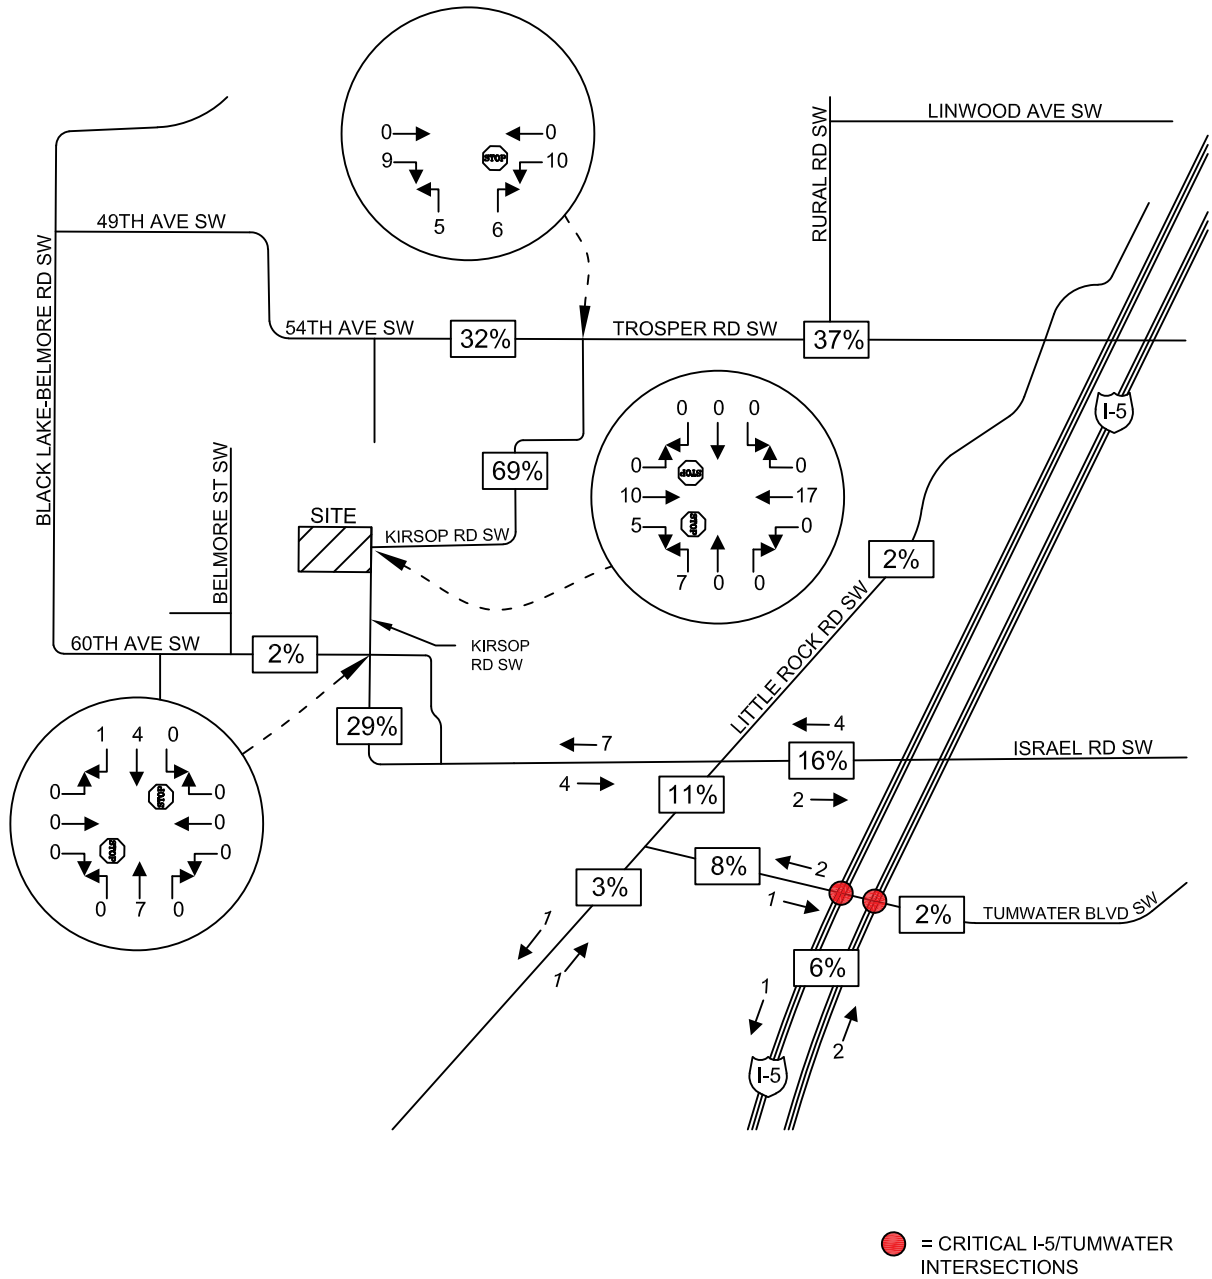 LINWOOD AVE SW
RURAL RD SW
0
0
9
STOP
10
5
6
49TH AVE SW
BLACK LAKE-BELMORE RD SW
54TH AVE SW
32%
TROSPER RD SW
37%
I-5
0 0 0
0
STOP
0
10
17
5
STOP
0
7 0 0
69%
BELMORE ST SW
SITE
KIRSOP RD SW
2%
LITTLE ROCK RD SW
60TH AVE SW
2%
KIRSOP
RD SW
29%
1 4 0
0
STOP
0
0
0
0
STOP
0
0 7 0
7
4
4
16%
2
ISRAEL RD SW
11%
8%
2
1
3%
2%
TUMWATER BLVD SW
1
1
6%
1
2
I-5
= CRITICAL I-5/TUMWATER
INTERSECTIONS